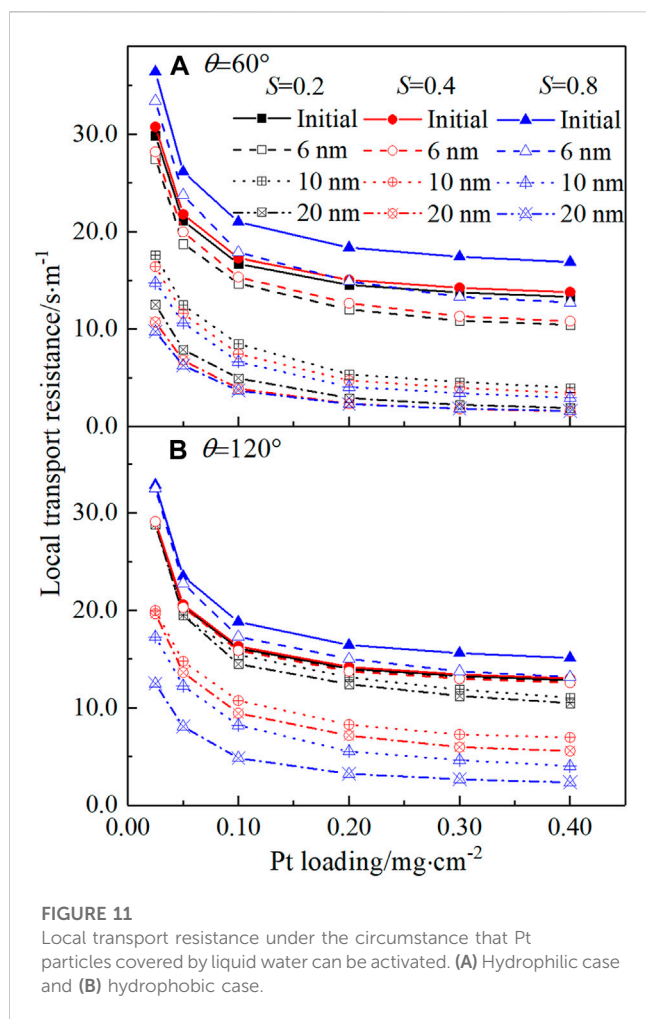 A θ=60°
S=0.2 S=0.4 S=0.8
Initial Initial Initial
6 nm 6 nm 6 nm
10 nm 10 nm 10 nm
20 nm 20 nm 20 nm
30.0
20.0
10.0
0.0
B θ=120°
30.0
20.0
10.0
0.0
Local transport resistance/s·m⁻¹
0.00 0.10 0.20 0.30 0.40
Pt loading/mg·cm⁻²
FIGURE 11
Local transport resistance under the circumstance that Pt
particles covered by liquid water can be activated. (A) Hydrophilic case
and (B) hydrophobic case.